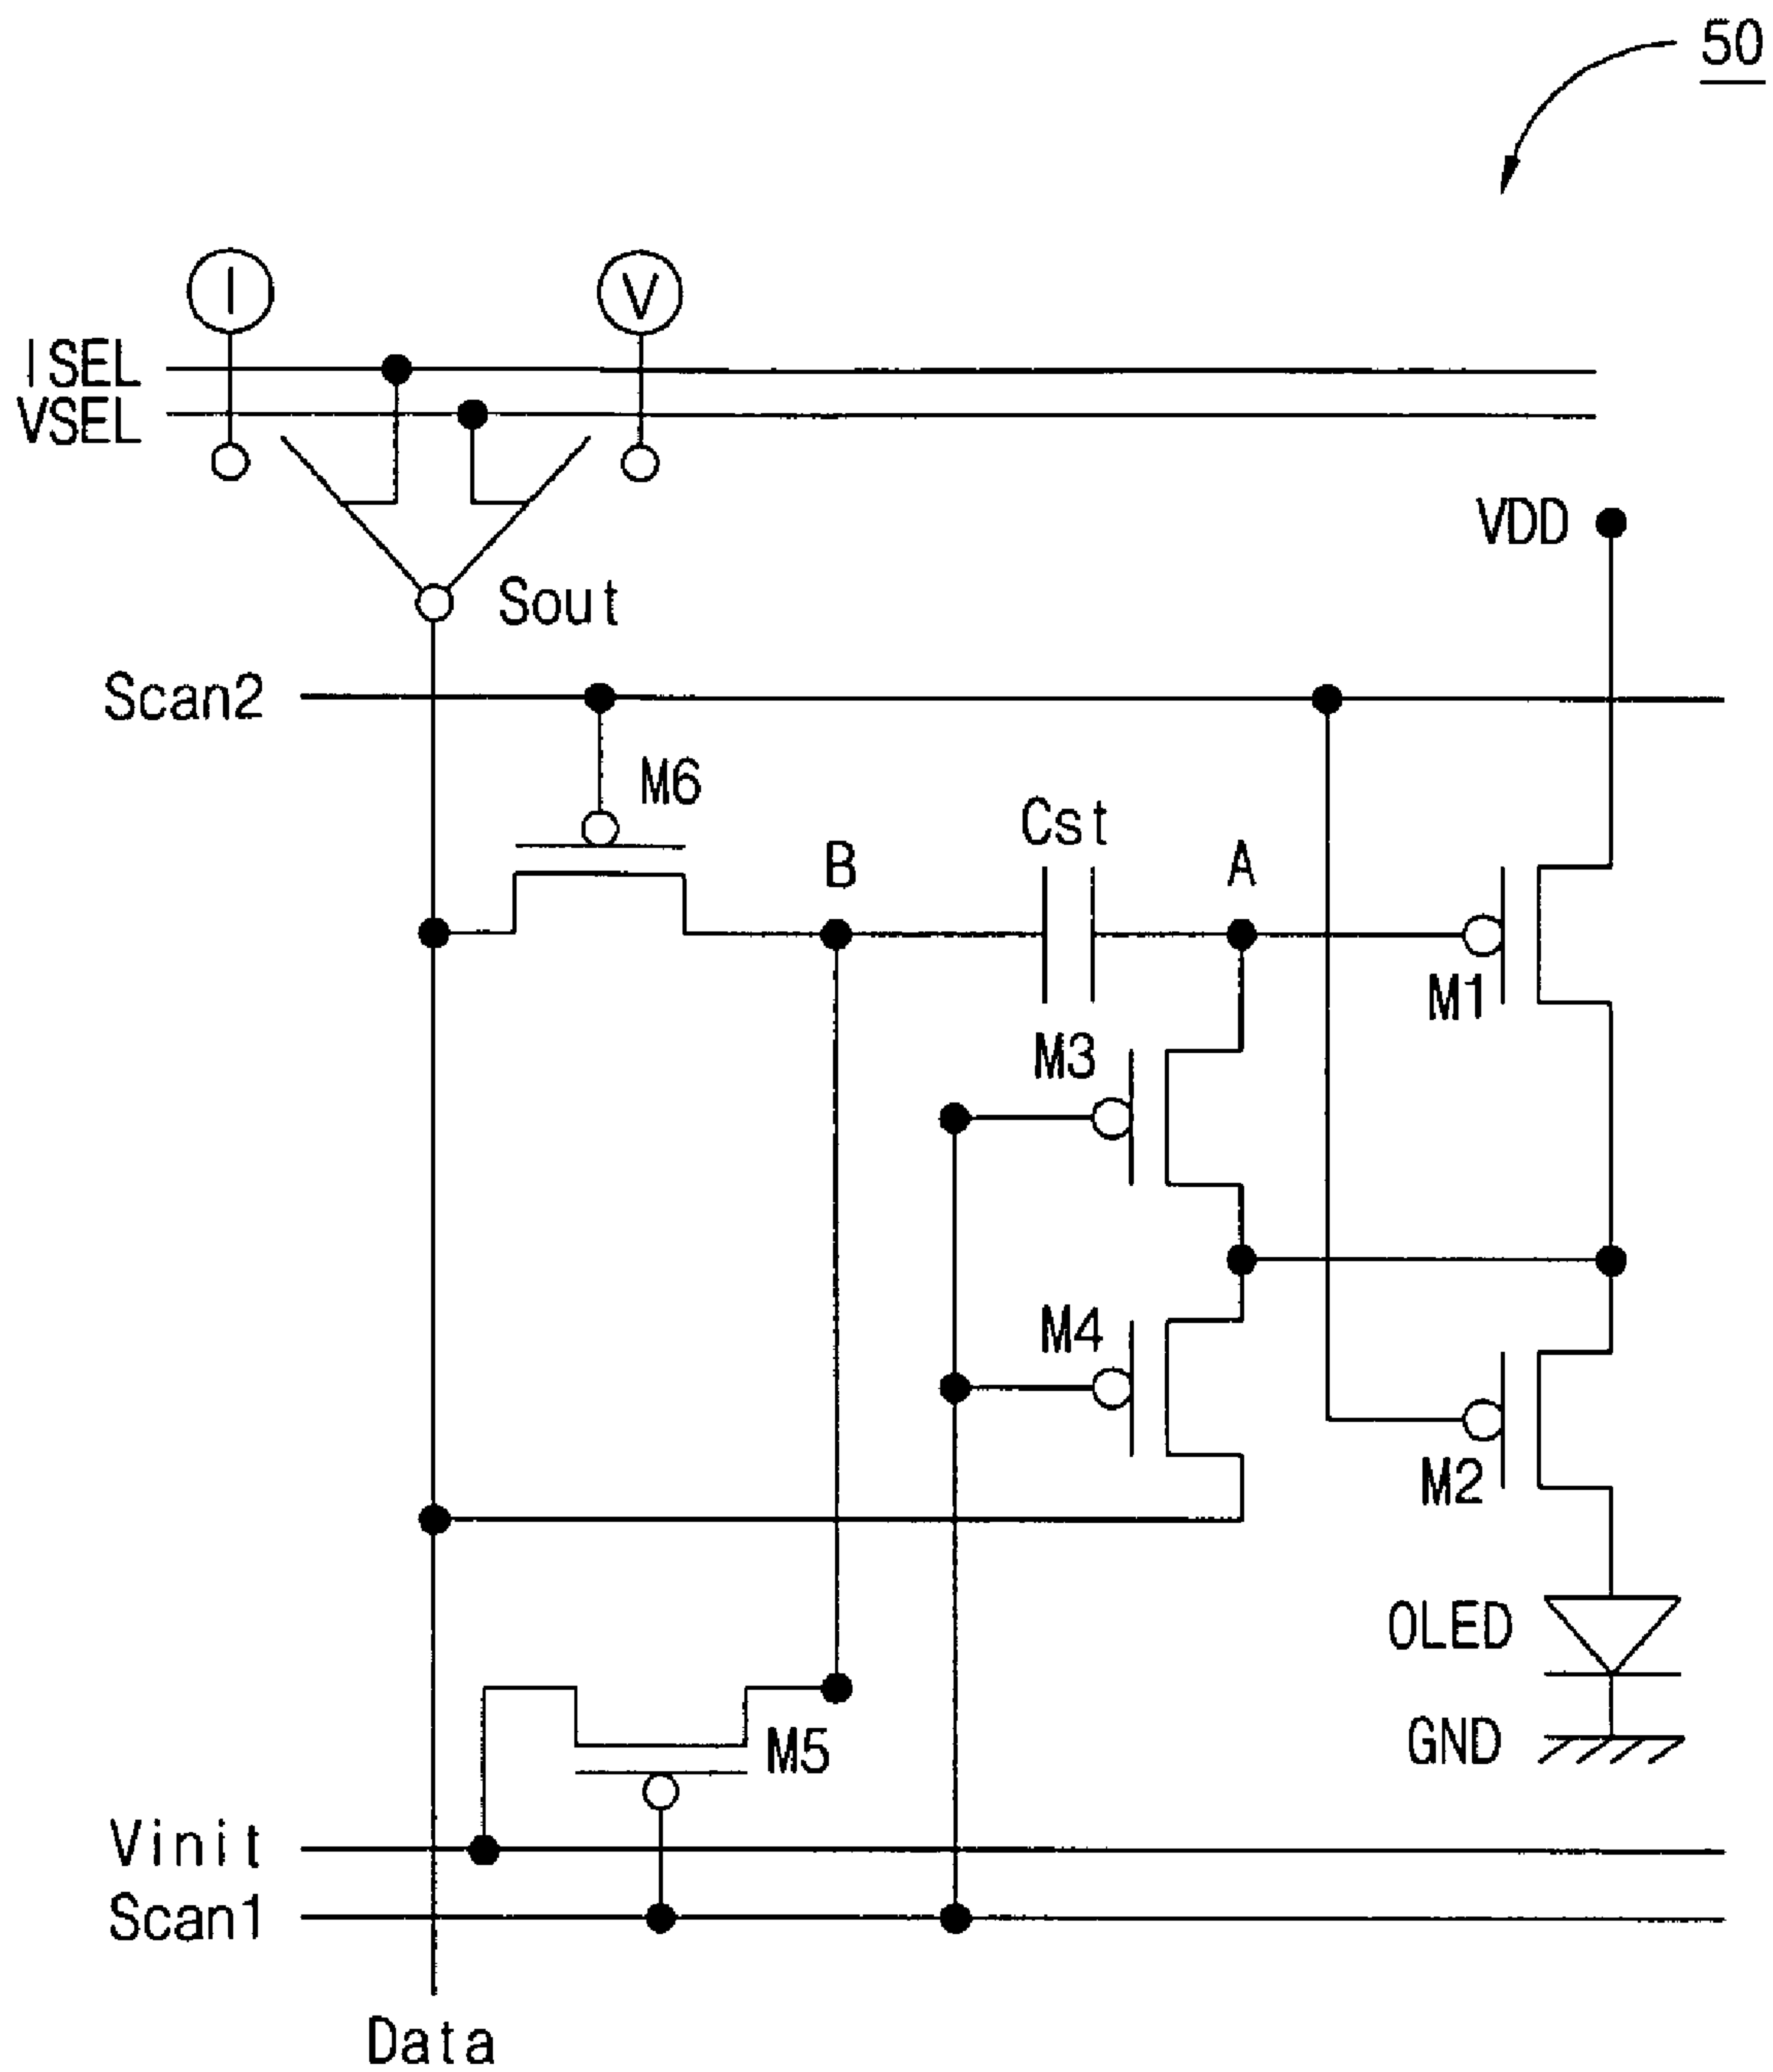 50
I
V
ISEL
VSEL
VDD
Sout
Scan2
M6
Cst
B
A
M1
M3
M4
M2
OLED
M5
GND
Vinit
Scan1
Data